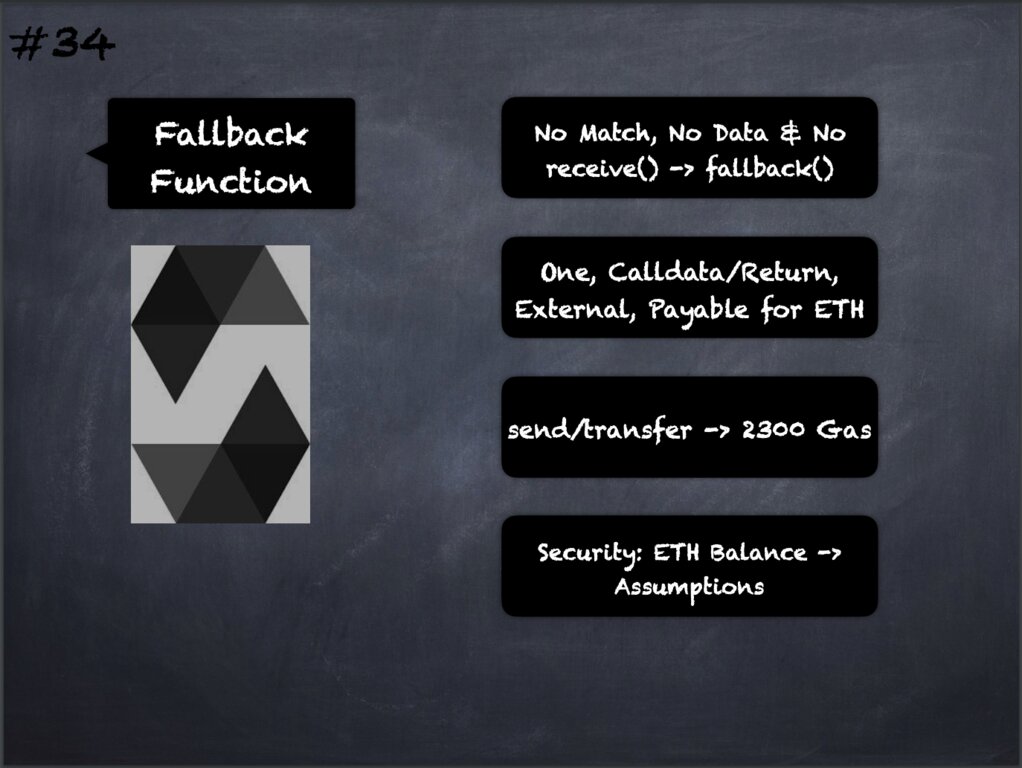 #34
Fallback
Function
No Match, No Data & No
receive() -> fallback()
One, Calldata/Return,
External, Payable for ETH
send/transfer -> 2300 Gas
Security: ETH Balance ->
Assumptions